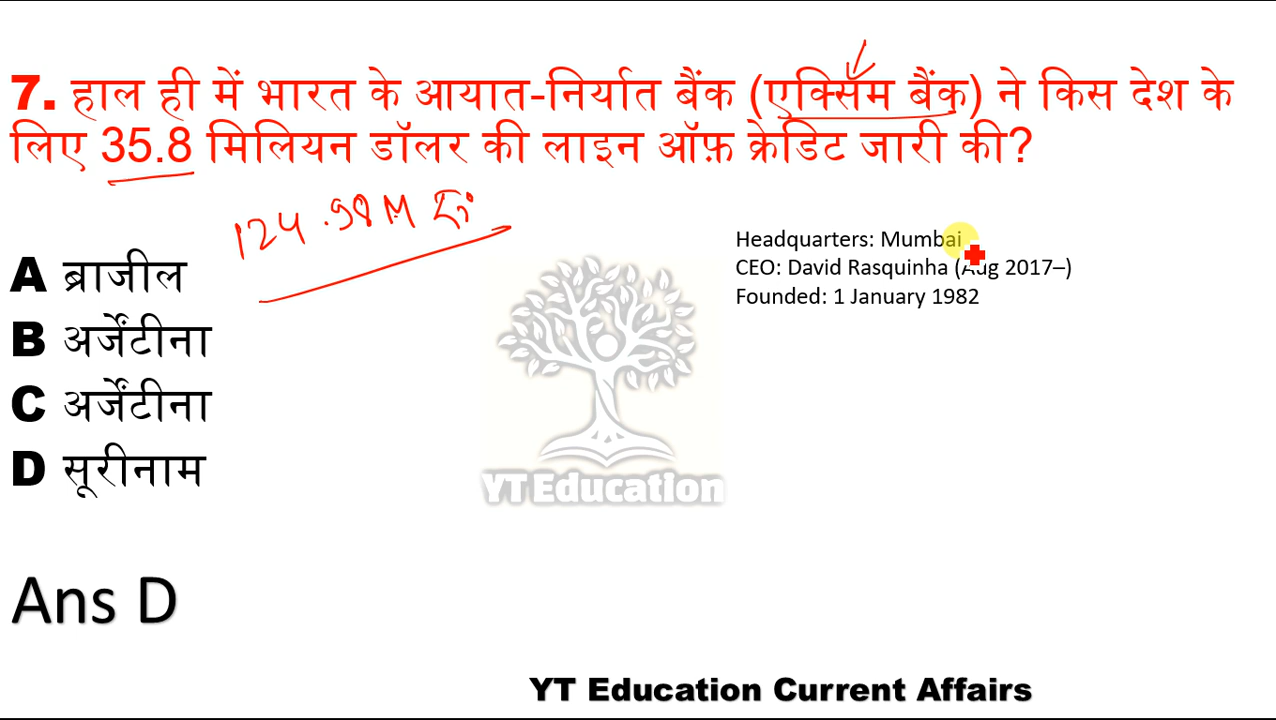 7. हाल ही में भारत के आयात-निर्यात बैंक (एक्सिम बैंक) ने किस देश के
लिए 35.8 मिलियन डॉलर की लाइन ऑफ़ क्रेडिट जारी की?
124.98 M
Headquarters: Mumbai
CEO: David Rasquinha (Aug 2017–)
Founded: 1 January 1982
A ब्राजील
B अर्जेंटीना
C अर्जेंटीना
D सूरीनाम
YT Education
Ans D
YT Education Current Affairs